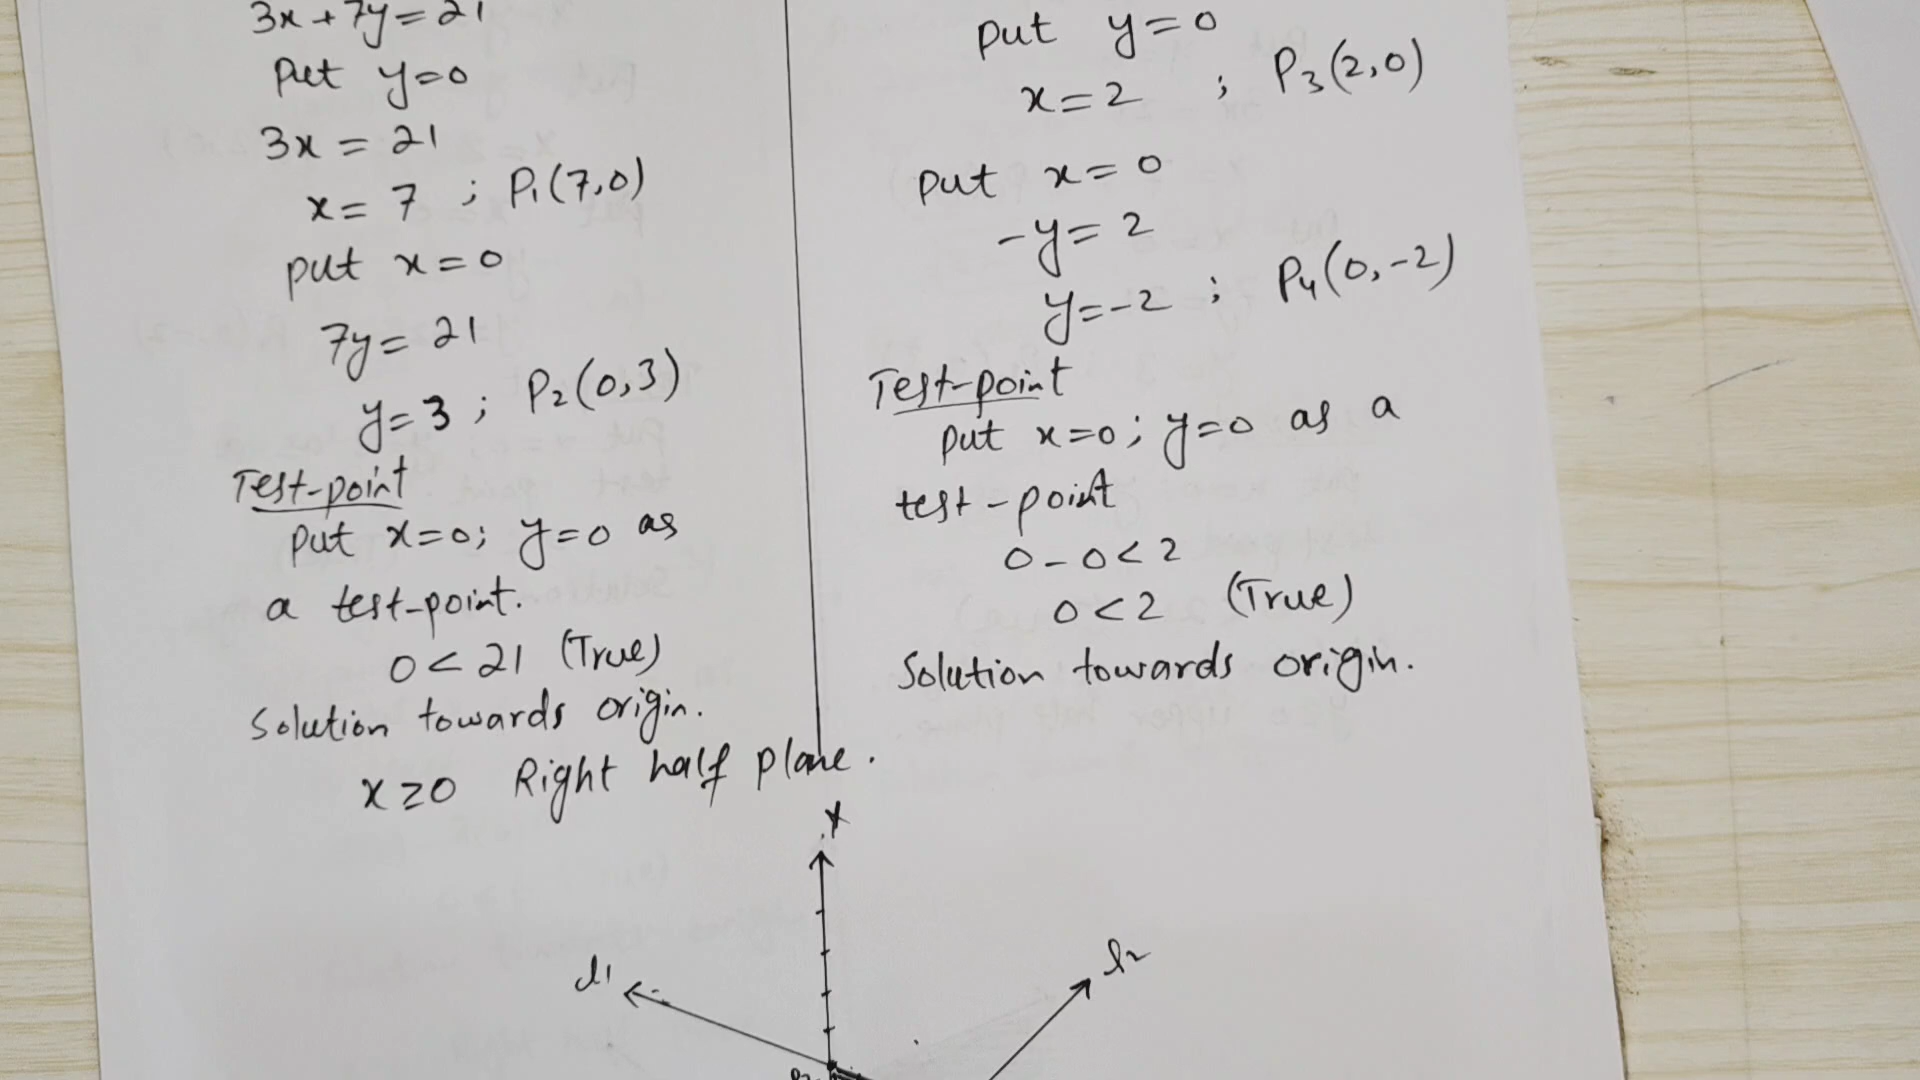 3x + 7y = 21
Put y=0
3x = 21
x = 7 ; P1(7,0)
put x = 0
7y = 21
y=3 ; P2(0,3)
Test-point
put x=0; y=0 as
a test-point.
0 < 21 (True)
Solution towards origin.
x ≥ 0 Right half plane.
put y=0
x = 2 ; P3(2,0)
put x = 0
-y = 2
y = -2 ; P4(0,-2)
Test-point
put x=0; y=0 as a
test-point
0 - 0 < 2
0 < 2 (True)
Solution towards origin.
l1
l2